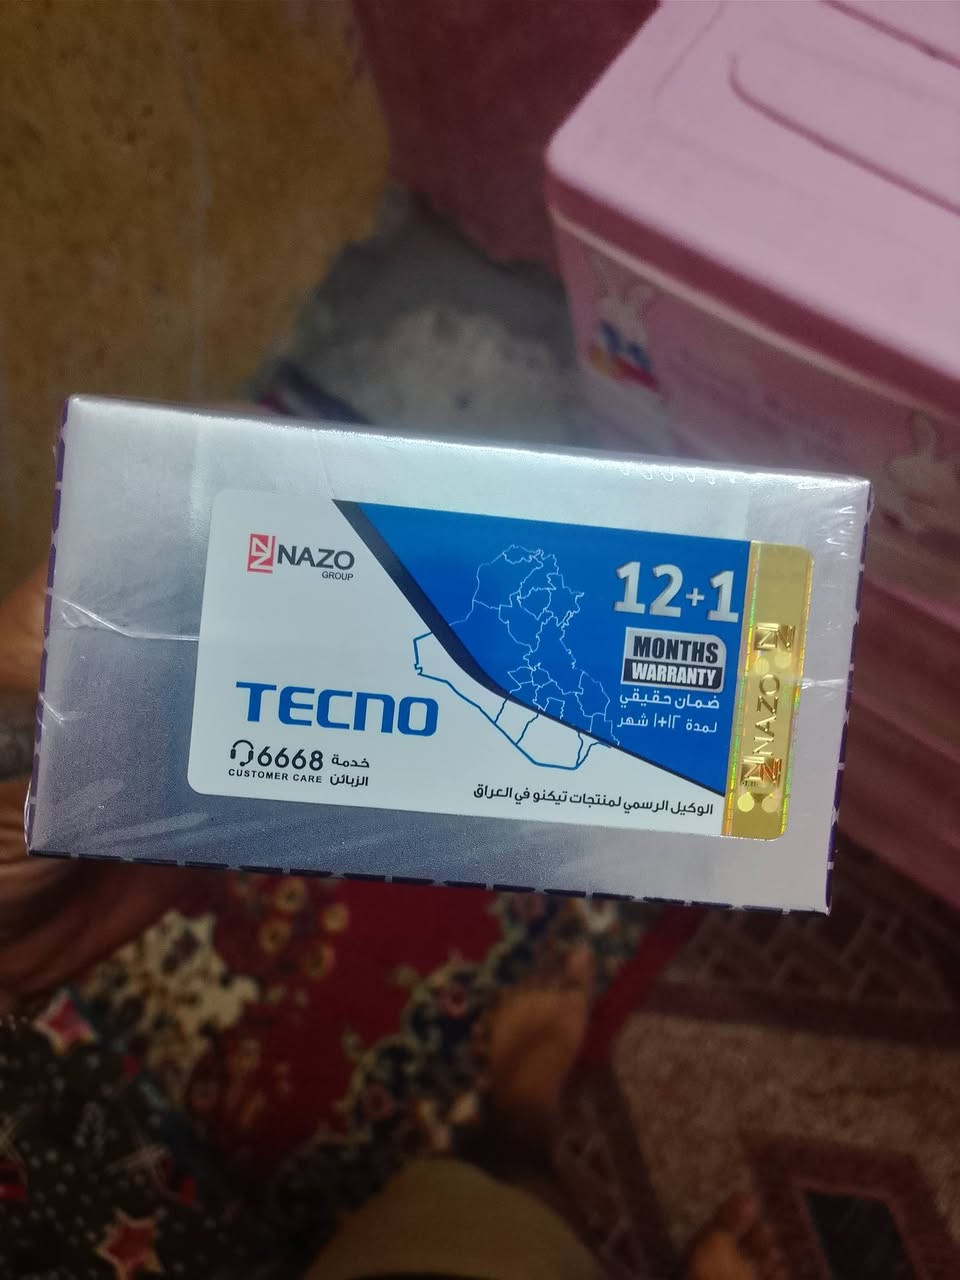 NAZO
GROUP
12+1
MONTHS
WARRANTY
ضمان حقيقي
لمدة ١٢+١ شهر
TECNO
6668
خدمة الزبائن
CUSTOMER CARE
الوكيل الرسمي لمنتجات تيكنو في العراق
NAZO